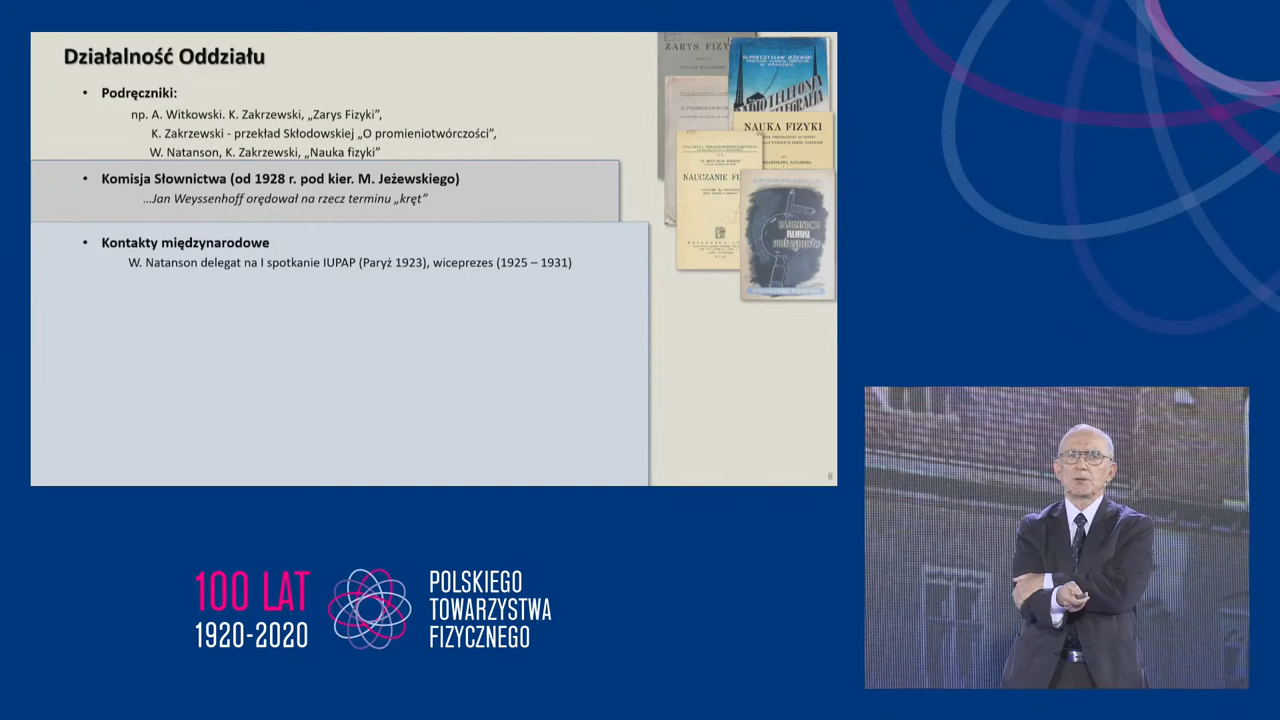 Działalność Oddziału
• Podręczniki:
np. A. Witkowski. K. Zakrzewski, „Zarys Fizyki”,
K. Zakrzewski - przekład Skłodowskiej „O promieniotwórczości”,
W. Natanson, K. Zakrzewski, „Nauka fizyki”
Komisja Słownictwa (od 1928 r. pod kier. M. Jeżewskiego)
...Jan Weyssenhoff orędował na rzecz terminu „kręt”
• Kontakty międzynarodowe
W. Natanson delegat na I spotkanie IUPAP (Paryż 1923), wiceprezes (1925 – 1931)
ZARYS FIZY
NAUKA FIZYKI
NAUCZANIE FI
8
100 LAT
1920-2020
POLSKIEGO
TOWARZYSTWA
FIZYCZNEGO